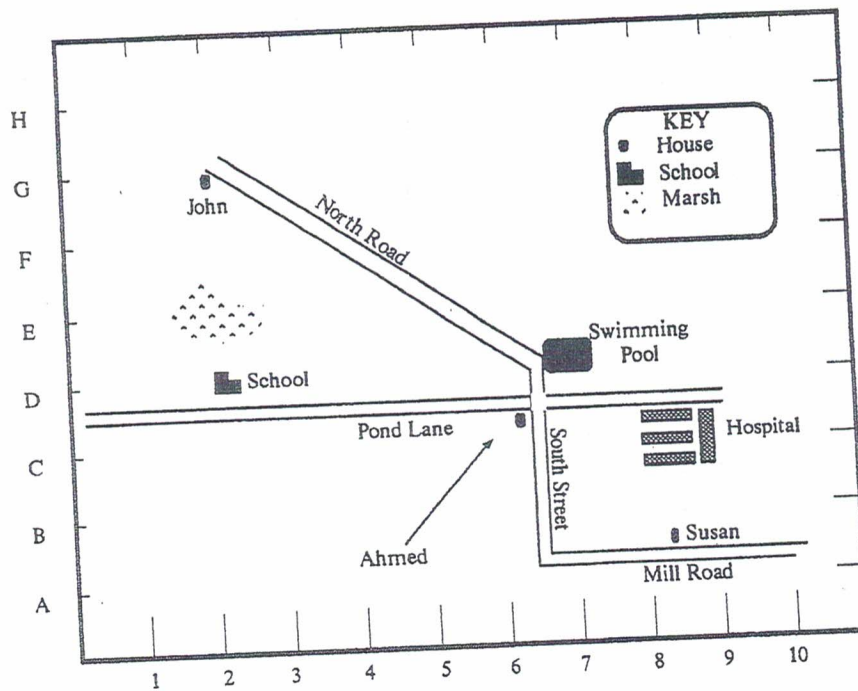 H
KEY
House
School
Marsh
G
John
North Road
F
E
Swimming
Pool
School
D
Pond Lane
South Street
Hospital
C
B
Ahmed
Susan
Mill Road
A
1 2 3 4 5 6 7 8 9 10